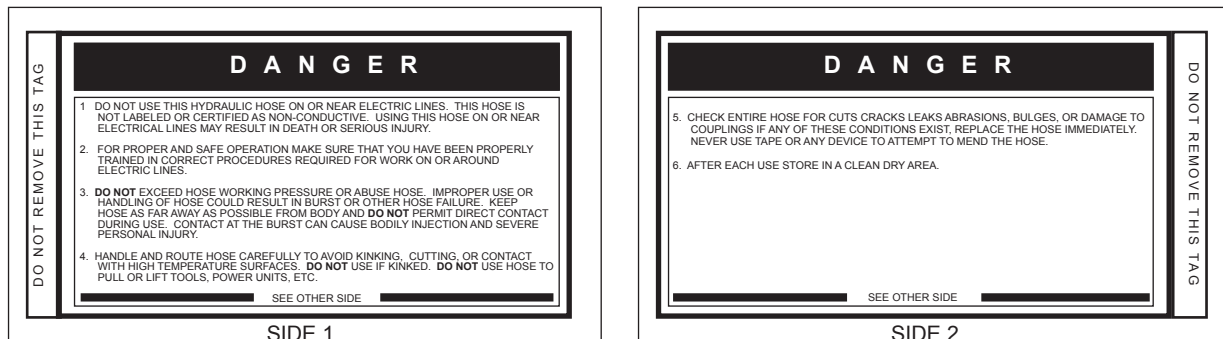 DO NOT REMOVE THIS TAG
D A N G E R
1 DO NOT USE THIS HYDRAULIC HOSE ON OR NEAR ELECTRIC LINES. THIS HOSE IS
NOT LABELED OR CERTIFIED AS NON-CONDUCTIVE. USING THIS HOSE ON OR NEAR
ELECTRICAL LINES MAY RESULT IN DEATH OR SERIOUS INJURY.
2. FOR PROPER AND SAFE OPERATION MAKE SURE THAT YOU HAVE BEEN PROPERLY
TRAINED IN CORRECT PROCEDURES REQUIRED FOR WORK ON OR AROUND
ELECTRIC LINES.
3. DO NOT EXCEED HOSE WORKING PRESSURE OR ABUSE HOSE. IMPROPER USE OR
HANDLING OF HOSE COULD RESULT IN BURST OR OTHER HOSE FAILURE. KEEP
HOSE AS FAR AWAY AS POSSIBLE FROM BODY AND DO NOT PERMIT DIRECT CONTACT
DURING USE. CONTACT AT THE BURST CAN CAUSE BODILY INJECTION AND SEVERE
PERSONAL INJURY.
4. HANDLE AND ROUTE HOSE CAREFULLY TO AVOID KINKING, CUTTING, OR CONTACT
WITH HIGH TEMPERATURE SURFACES. DO NOT USE IF KINKED. DO NOT USE HOSE TO
PULL OR LIFT TOOLS, POWER UNITS, ETC.
SEE OTHER SIDE
SIDE 1
D A N G E R
5. CHECK ENTIRE HOSE FOR CUTS CRACKS LEAKS ABRASIONS, BULGES, OR DAMAGE TO
COUPLINGS IF ANY OF THESE CONDITIONS EXIST, REPLACE THE HOSE IMMEDIATELY.
NEVER USE TAPE OR ANY DEVICE TO ATTEMPT TO MEND THE HOSE.
6. AFTER EACH USE STORE IN A CLEAN DRY AREA.
SEE OTHER SIDE
DO NOT REMOVE THIS TAG
SIDE 2